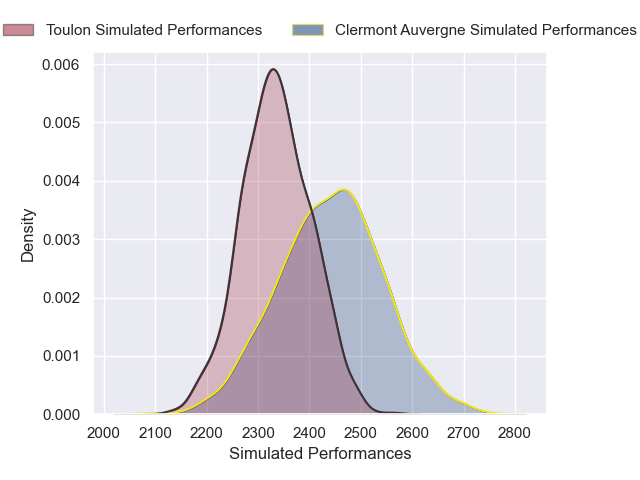 Toulon Simulated Performances Clermont Auvergne Simulated Performances
0.006
0.005
0.004
0.003
0.002
0.001
0.000
Density
2000 2100 2200 2300 2400 2500 2600 2700 2800
Simulated Performances